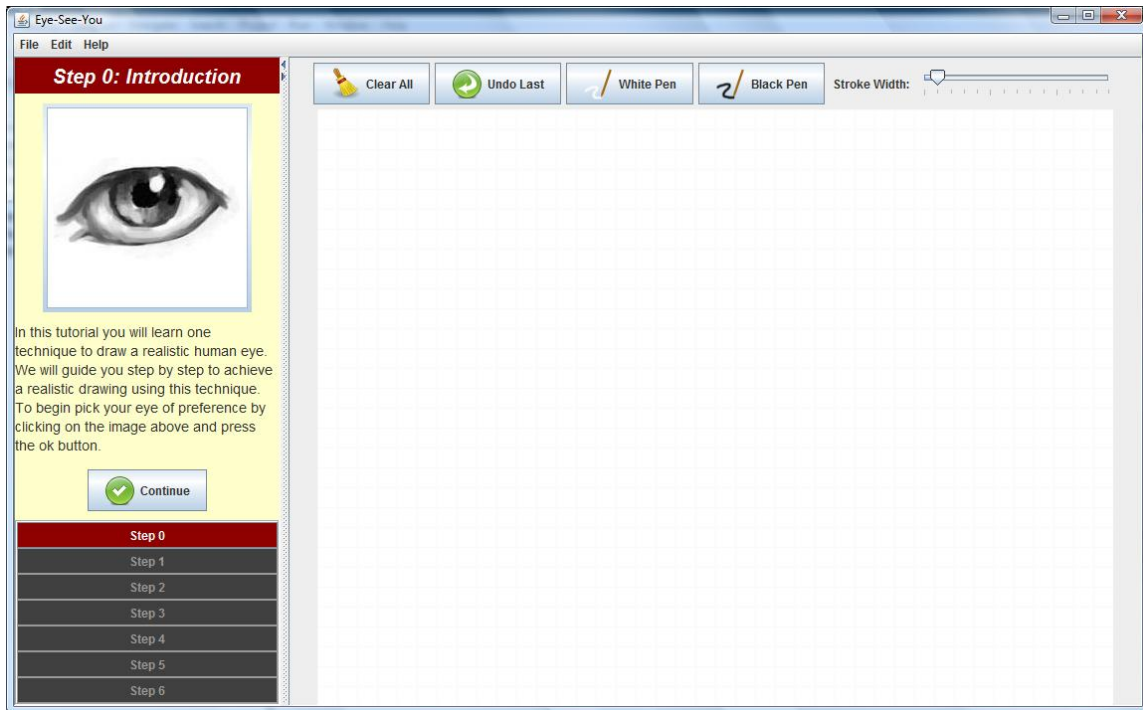 Eye-See-You
File Edit Help
Step 0: Introduction
Clear All Undo Last White Pen Black Pen Stroke Width:
In this tutorial you will learn one
technique to draw a realistic human eye.
We will guide you step by step to achieve
a realistic drawing using this technique.
To begin pick your eye of preference by
clicking on the image above and press
the ok button.
Continue
Step 0
Step 1
Step 2
Step 3
Step 4
Step 5
Step 6